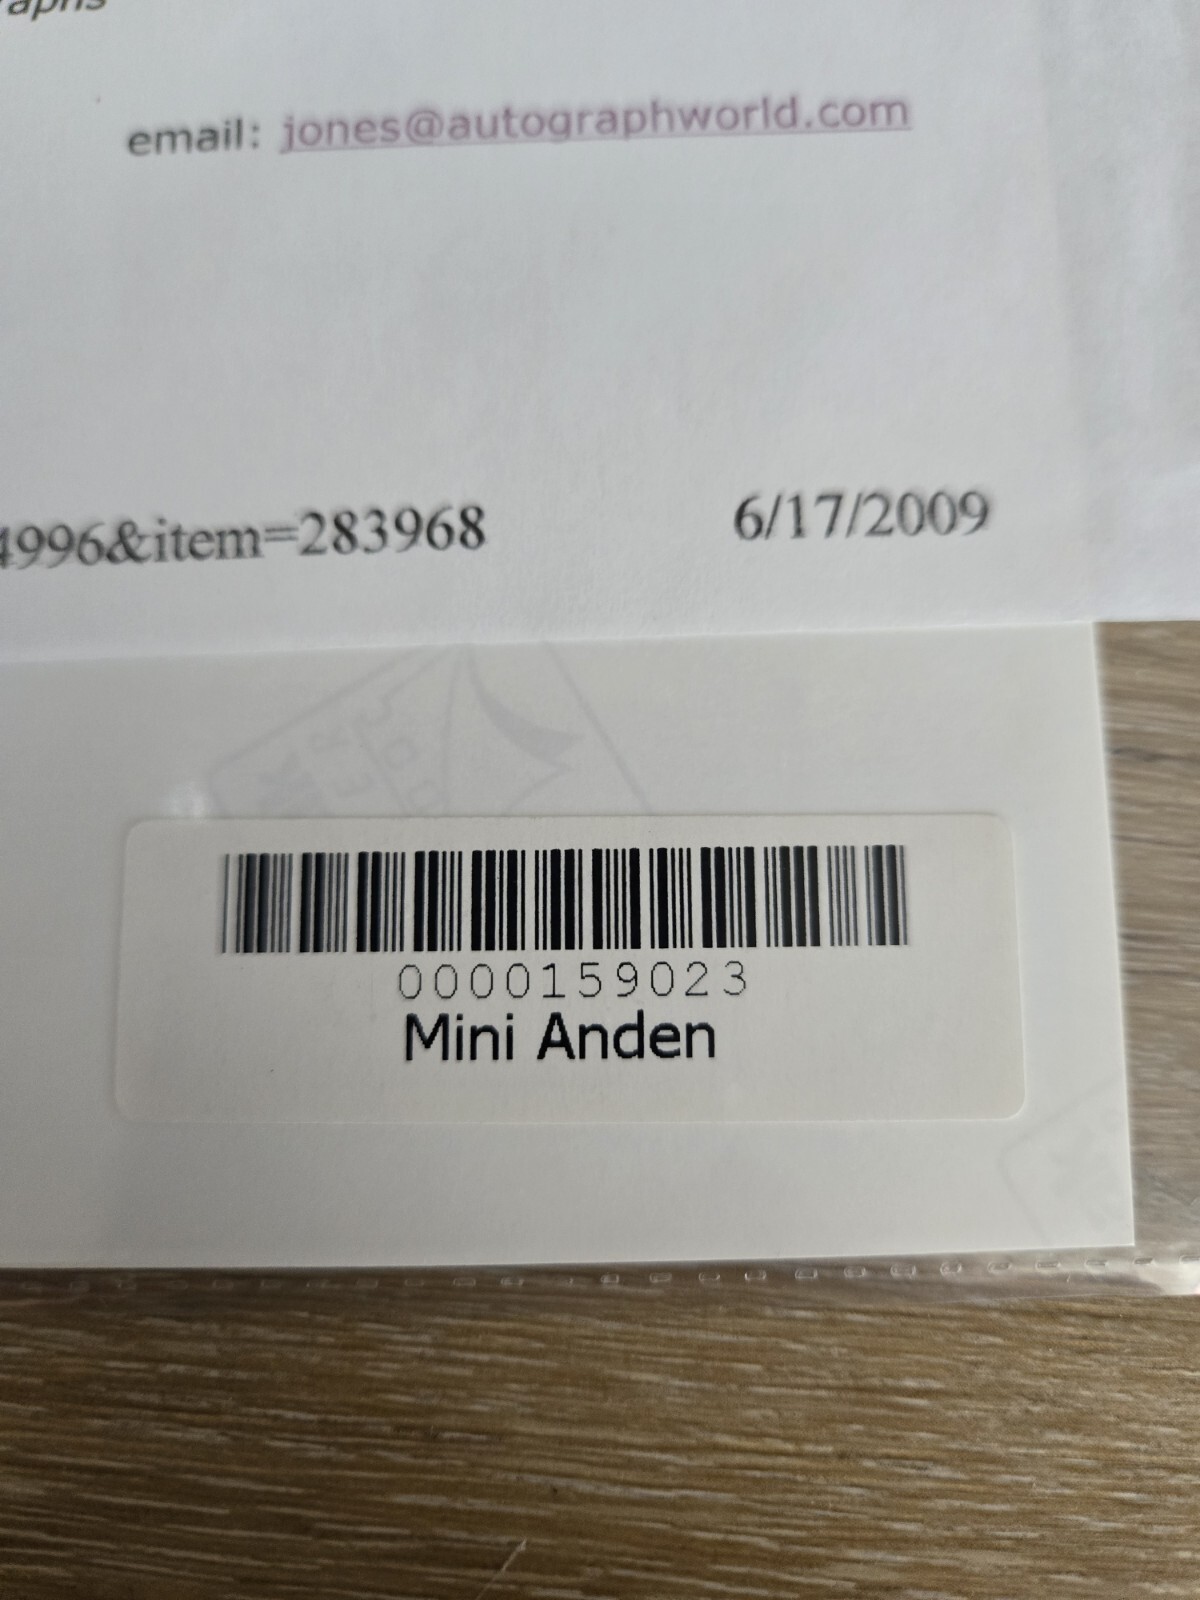 email: jones@autographworld.com
4996&item=283968 6/17/2009
0000159023
Mini Anden